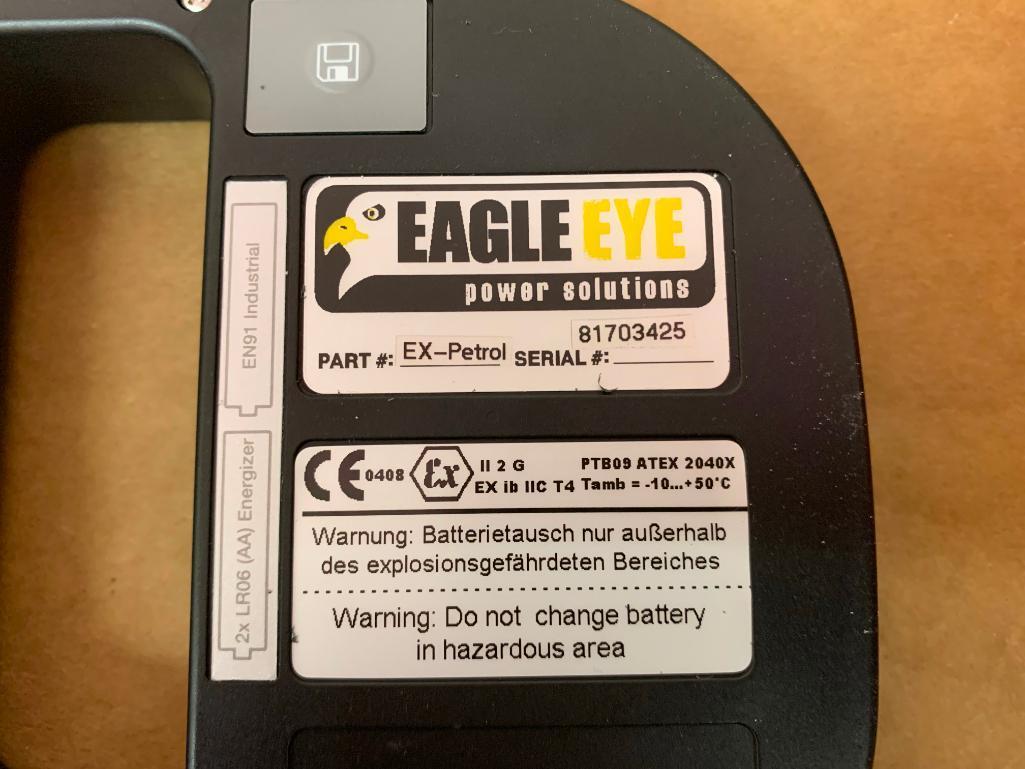 EAGLE EYE
power solutions
81703425
PART #: EX-Petrol SERIAL #:
EN91 Industrial
2x LR06 (AA) Energizer
CE 0408 Ex II 2 G PTB09 ATEX 2040X
EX ib IIC T4 Tamb = -10...+50°C
Warnung: Batterietausch nur außerhalb
des explosionsgefährdeten Bereiches
Warning: Do not change battery
in hazardous area